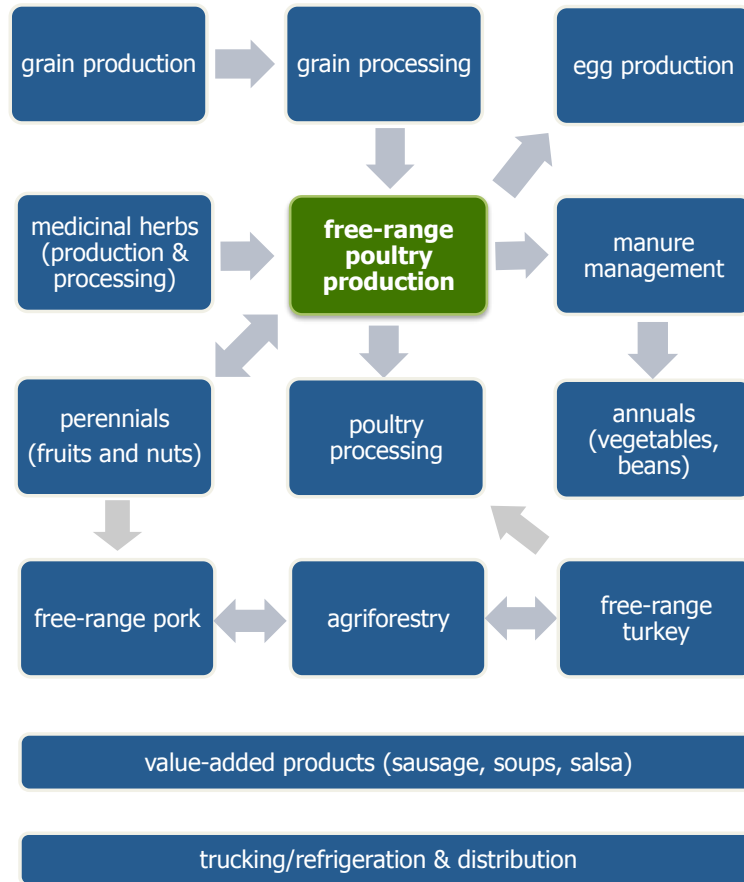 grain production
grain processing
egg production
medicinal herbs
(production &
processing)
free-range
poultry
production
manure
management
perennials
(fruits and nuts)
poultry
processing
annuals
(vegetables,
beans)
free-range pork
agriforestry
free-range
turkey
value-added products (sausage, soups, salsa)
trucking/refrigeration & distribution